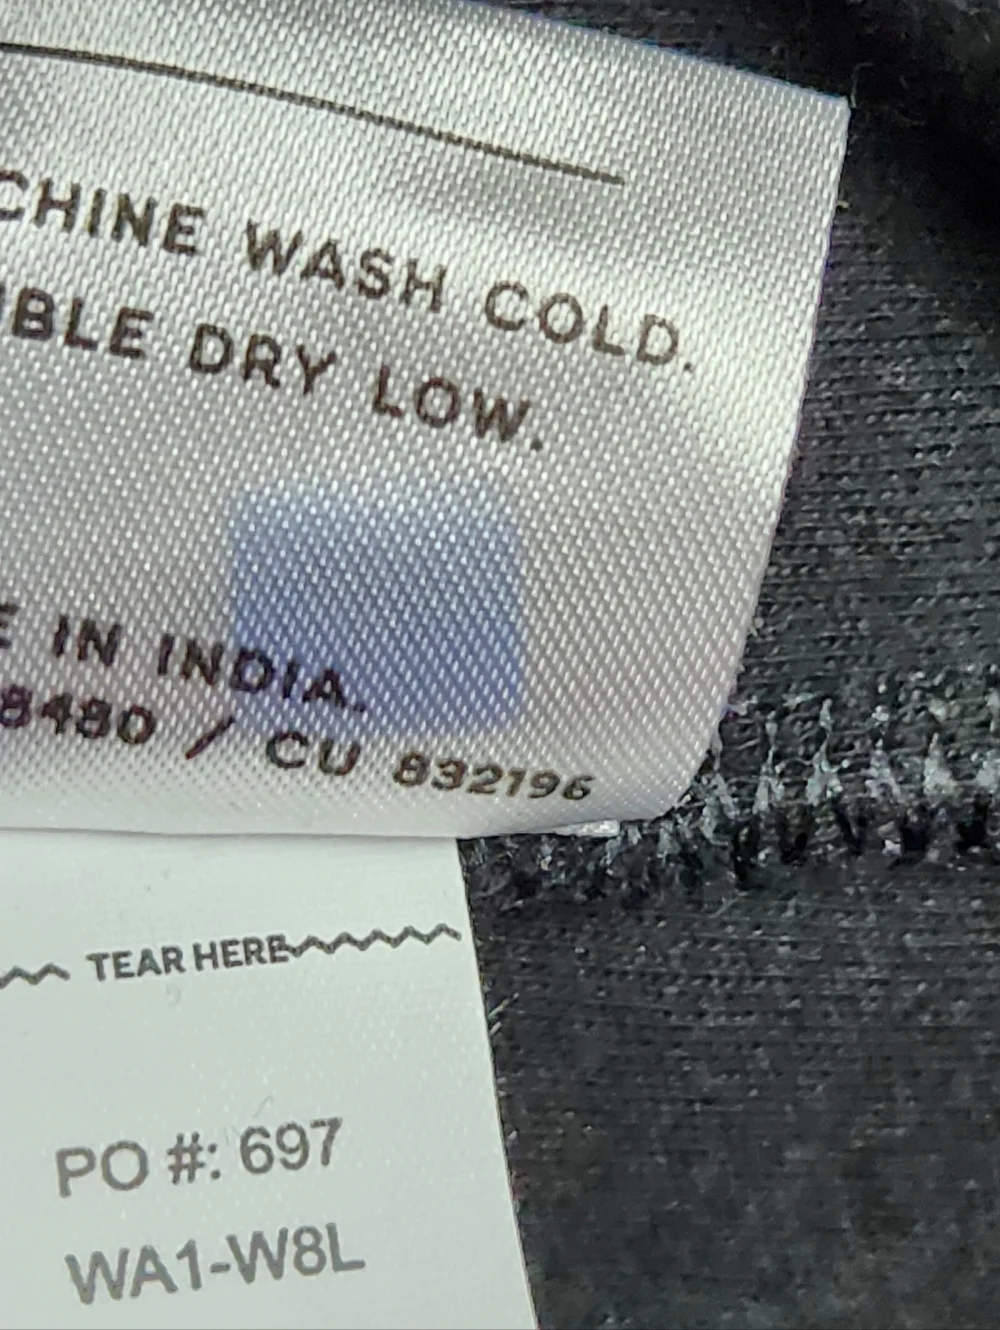 CHINE WASH COLD.
BLE DRY LOW.
E IN INDIA.
8480 / CU 832196
TEAR HERE
PO #: 697
WA1-W8L